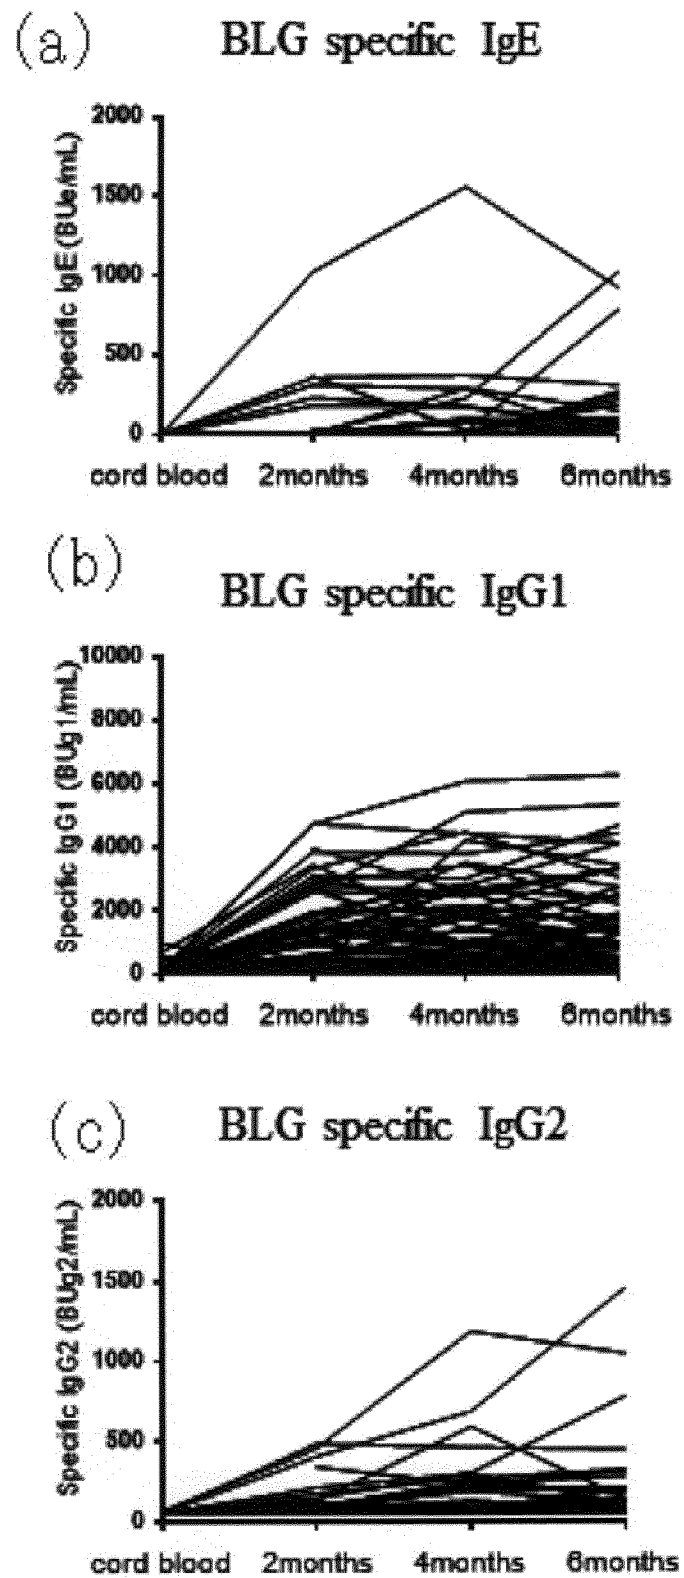 (a) BLG specific IgE
Specific IgE (BUe/mL)
2000
1500
1000
500
0
cord blood 2months 4months 6months
(b) BLG specific IgG1
Specific IgG1 (BUg1/mL)
10000
8000
6000
4000
2000
0
cord blood 2months 4months 6months
(c) BLG specific IgG2
Specific IgG2 (BUg2/mL)
2000
1500
1000
500
0
cord blood 2months 4months 6months